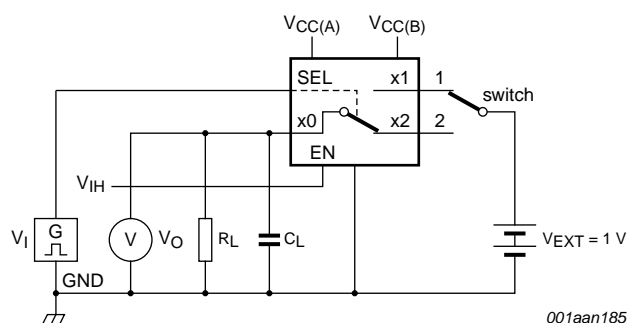 VCC(A) VCC(B)
SEL x1 1
switch
x0 x2 2
EN
VIH
VI G V VO RL CL VEXT = 1 V
GND
001aan185